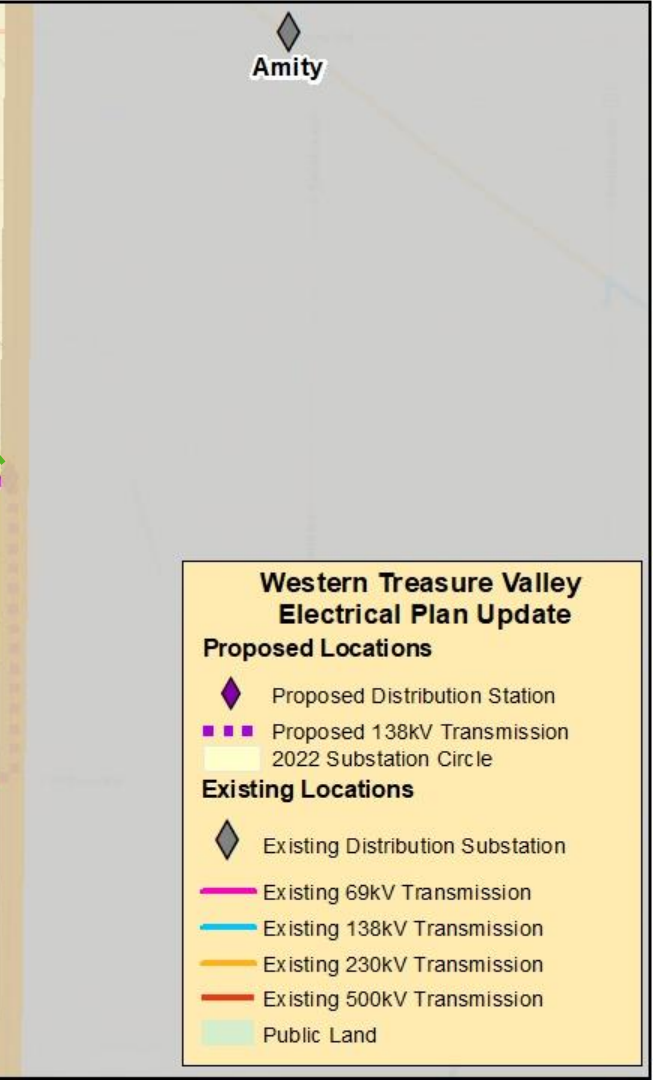 Amity
Western Treasure Valley
Electrical Plan Update
Proposed Locations
Proposed Distribution Station
Proposed 138kV Transmission
2022 Substation Circle
Existing Locations
Existing Distribution Substation
Existing 69kV Transmission
Existing 138kV Transmission
Existing 230kV Transmission
Existing 500kV Transmission
Public Land